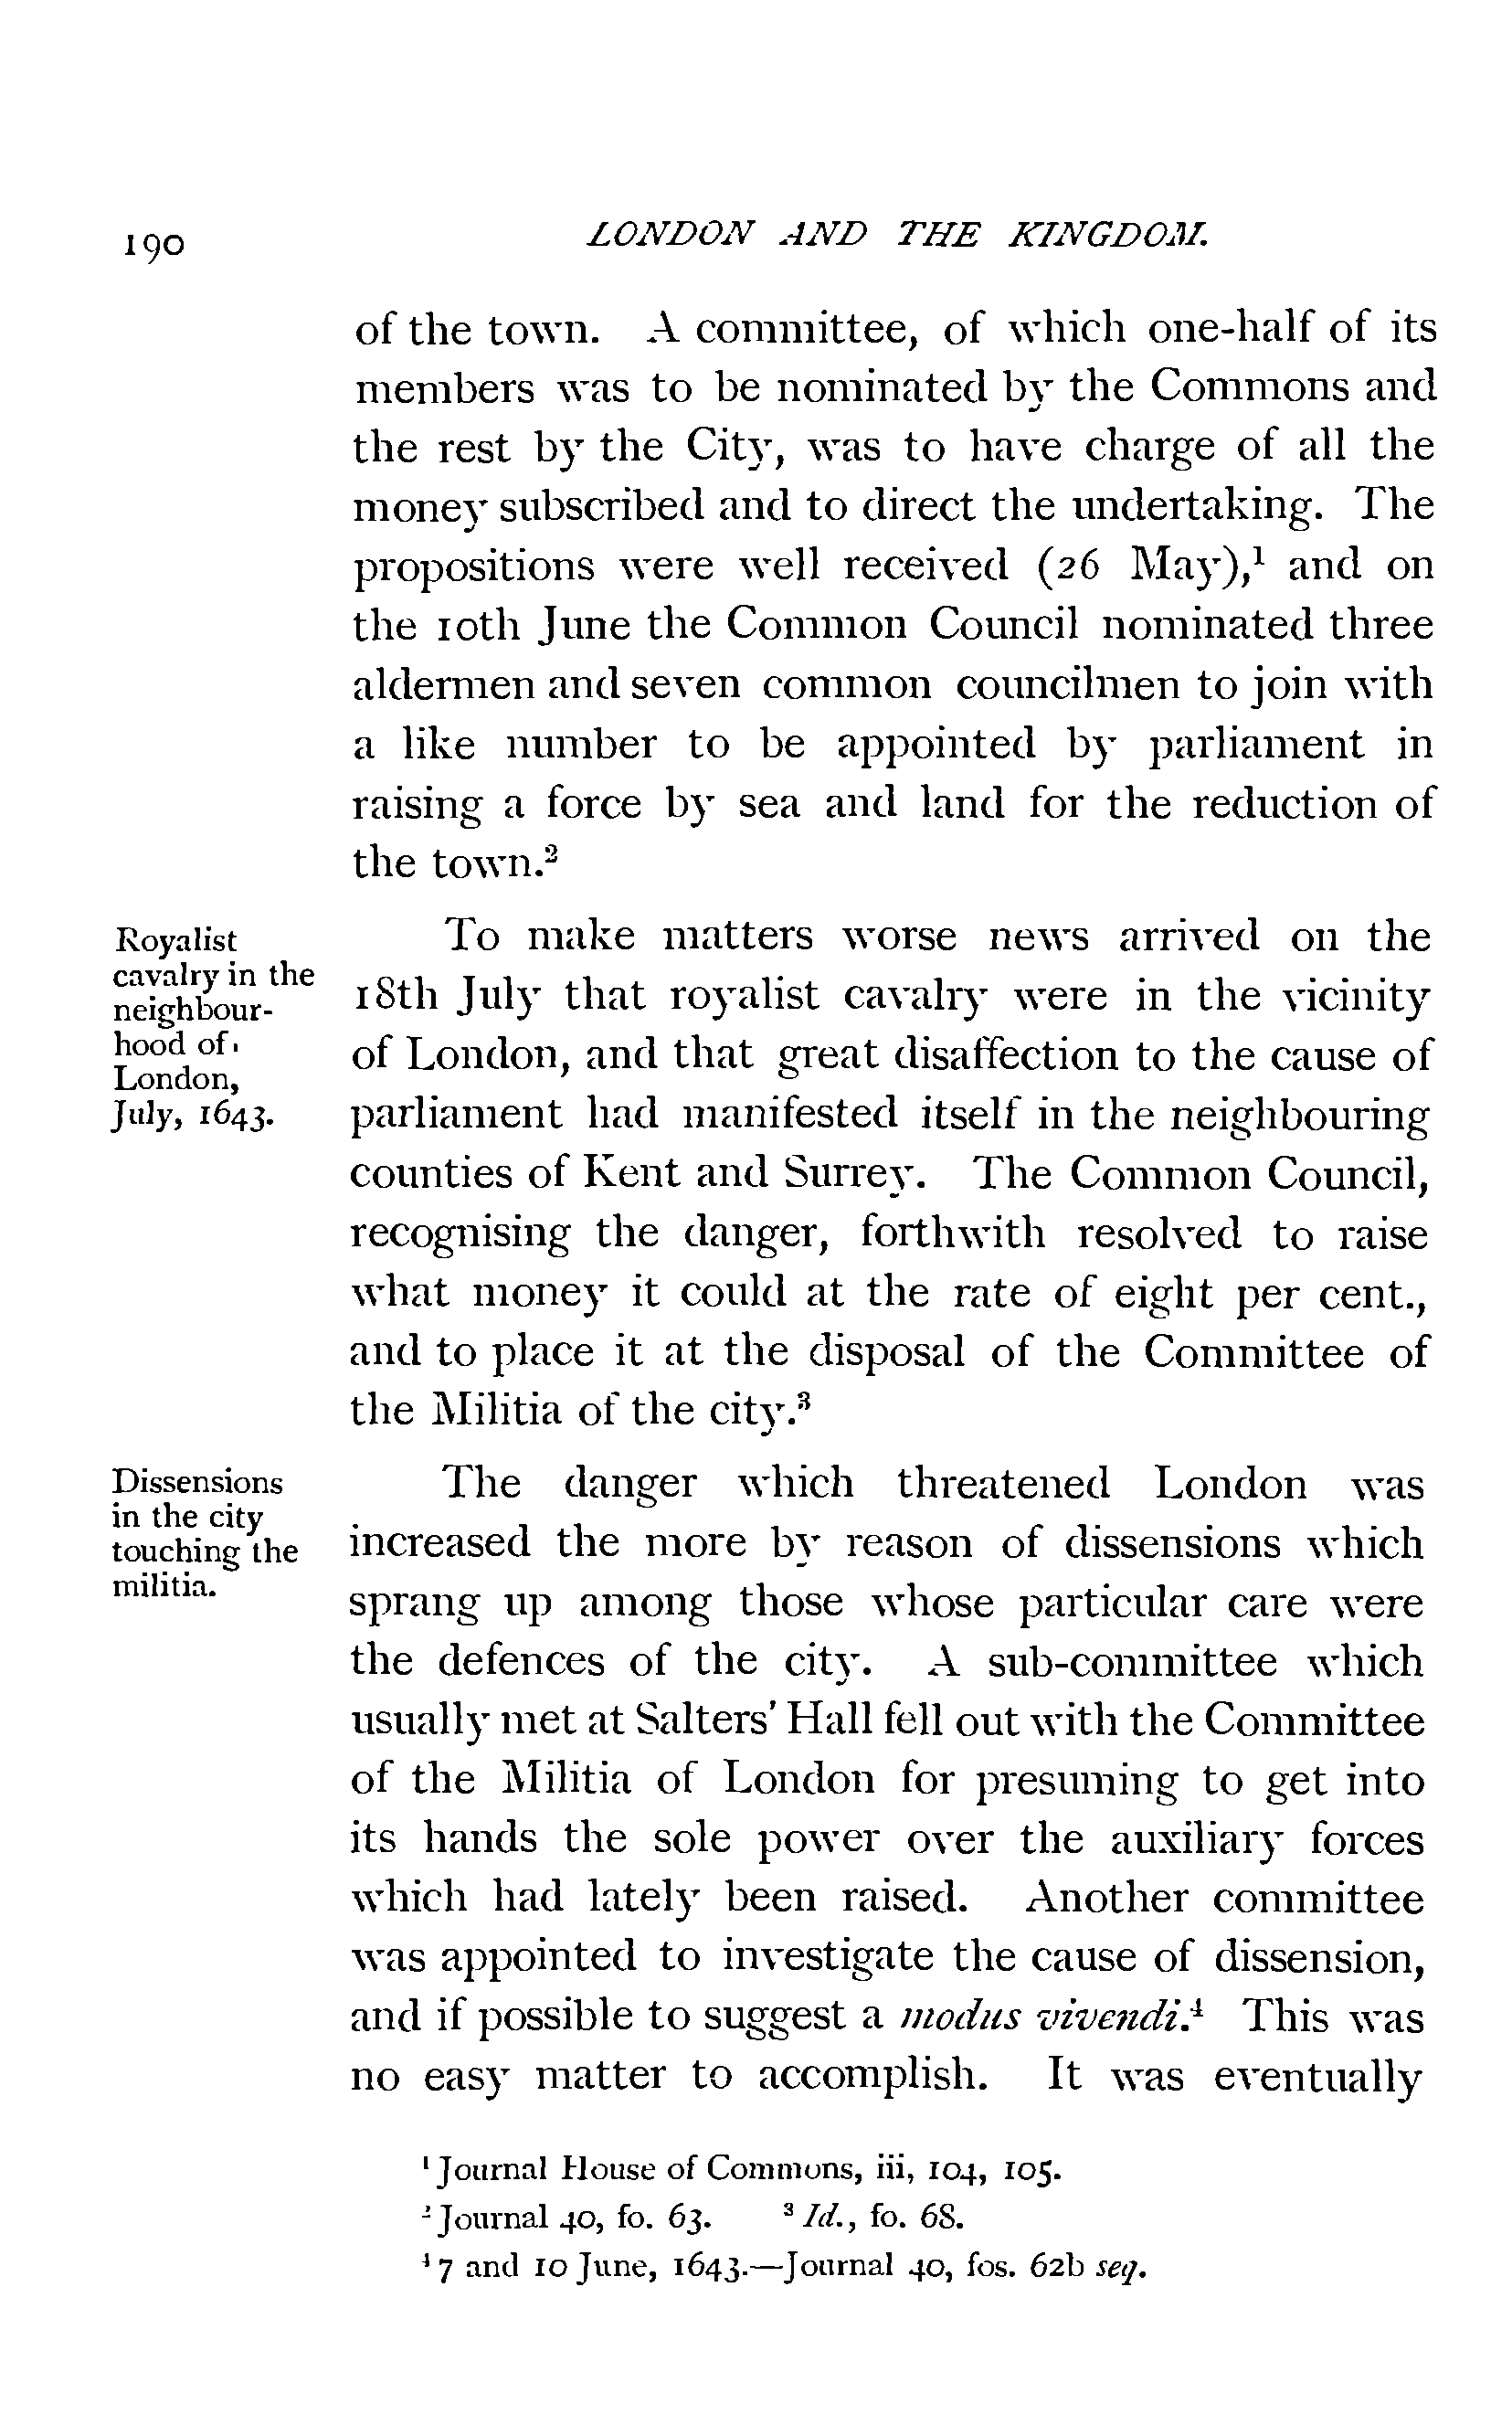 190
LONDON AND THE KINGDOM.
of the town. A committee, of which one-half of its
members was to be nominated by the Commons and
the rest by the City, was to have charge of all the
money subscribed and to direct the undertaking. The
propositions were well received (26 May),¹ and on
the 10th June the Common Council nominated three
aldermen and seven common councilmen to join with
a like number to be appointed by parliament in
raising a force by sea and land for the reduction of
the town.²
Royalist
cavalry in the
neighbour-
hood of
London,
July, 1643.
To make matters worse news arrived on the
18th July that royalist cavalry were in the vicinity
of London, and that great disaffection to the cause of
parliament had manifested itself in the neighbouring
counties of Kent and Surrey. The Common Council,
recognising the danger, forthwith resolved to raise
what money it could at the rate of eight per cent.,
and to place it at the disposal of the Committee of
the Militia of the city.³
Dissensions
in the city
touching the
militia.
The danger which threatened London was
increased the more by reason of dissensions which
sprang up among those whose particular care were
the defences of the city. A sub-committee which
usually met at Salters' Hall fell out with the Committee
of the Militia of London for presuming to get into
its hands the sole power over the auxiliary forces
which had lately been raised. Another committee
was appointed to investigate the cause of dissension,
and if possible to suggest a modus vivendi.⁴ This was
no easy matter to accomplish. It was eventually
¹ Journal House of Commons, iii, 104, 105.
² Journal 40, fo. 63. ³ Id., fo. 68.
⁴ 7 and 10 June, 1643.—Journal 40, fos. 62b seq.